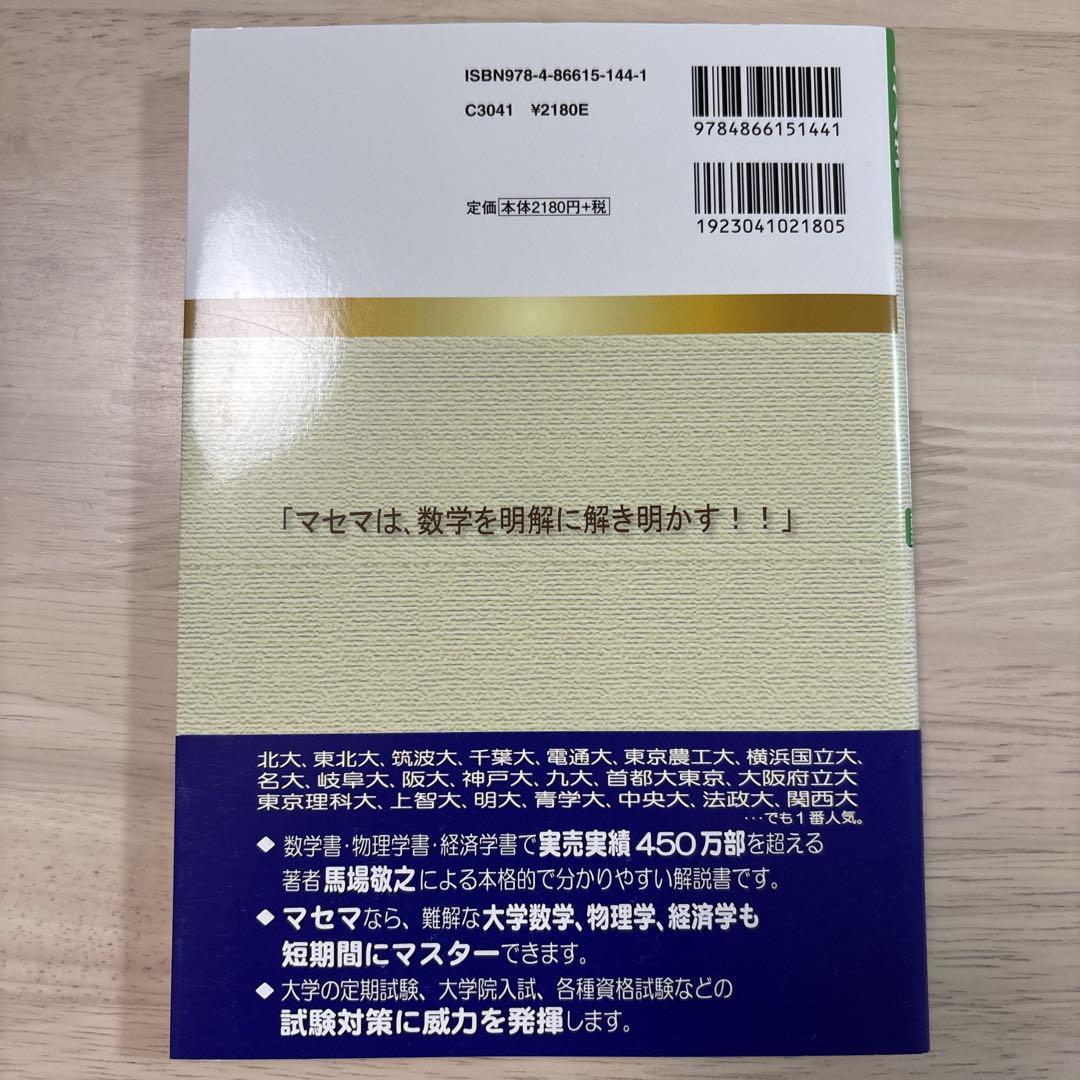 ISBN978-4-86615-144-1
C3041 ¥2180E
9784866151441
定価 本体2180円+税
1923041021805
「マセマは、数学を明解に解き明かす！！」
北大、東北大、筑波大、千葉大、電通大、東京農工大、横浜国立大
名大、岐阜大、阪大、神戸大、九大、首都大東京、大阪府立大
東京理科大、上智大、明大、青学大、中央大、法政大、関西大
…でも1番人気。
◆ 数学書・物理学書・経済学書で実売実績450万部を超える
著者馬場敬之による本格的で分かりやすい解説書です。
◆ マセマなら、難解な大学数学、物理学、経済学も
短期間にマスターできます。
◆ 大学の定期試験、大学院入試、各種資格試験などの
試験対策に威力を発揮します。